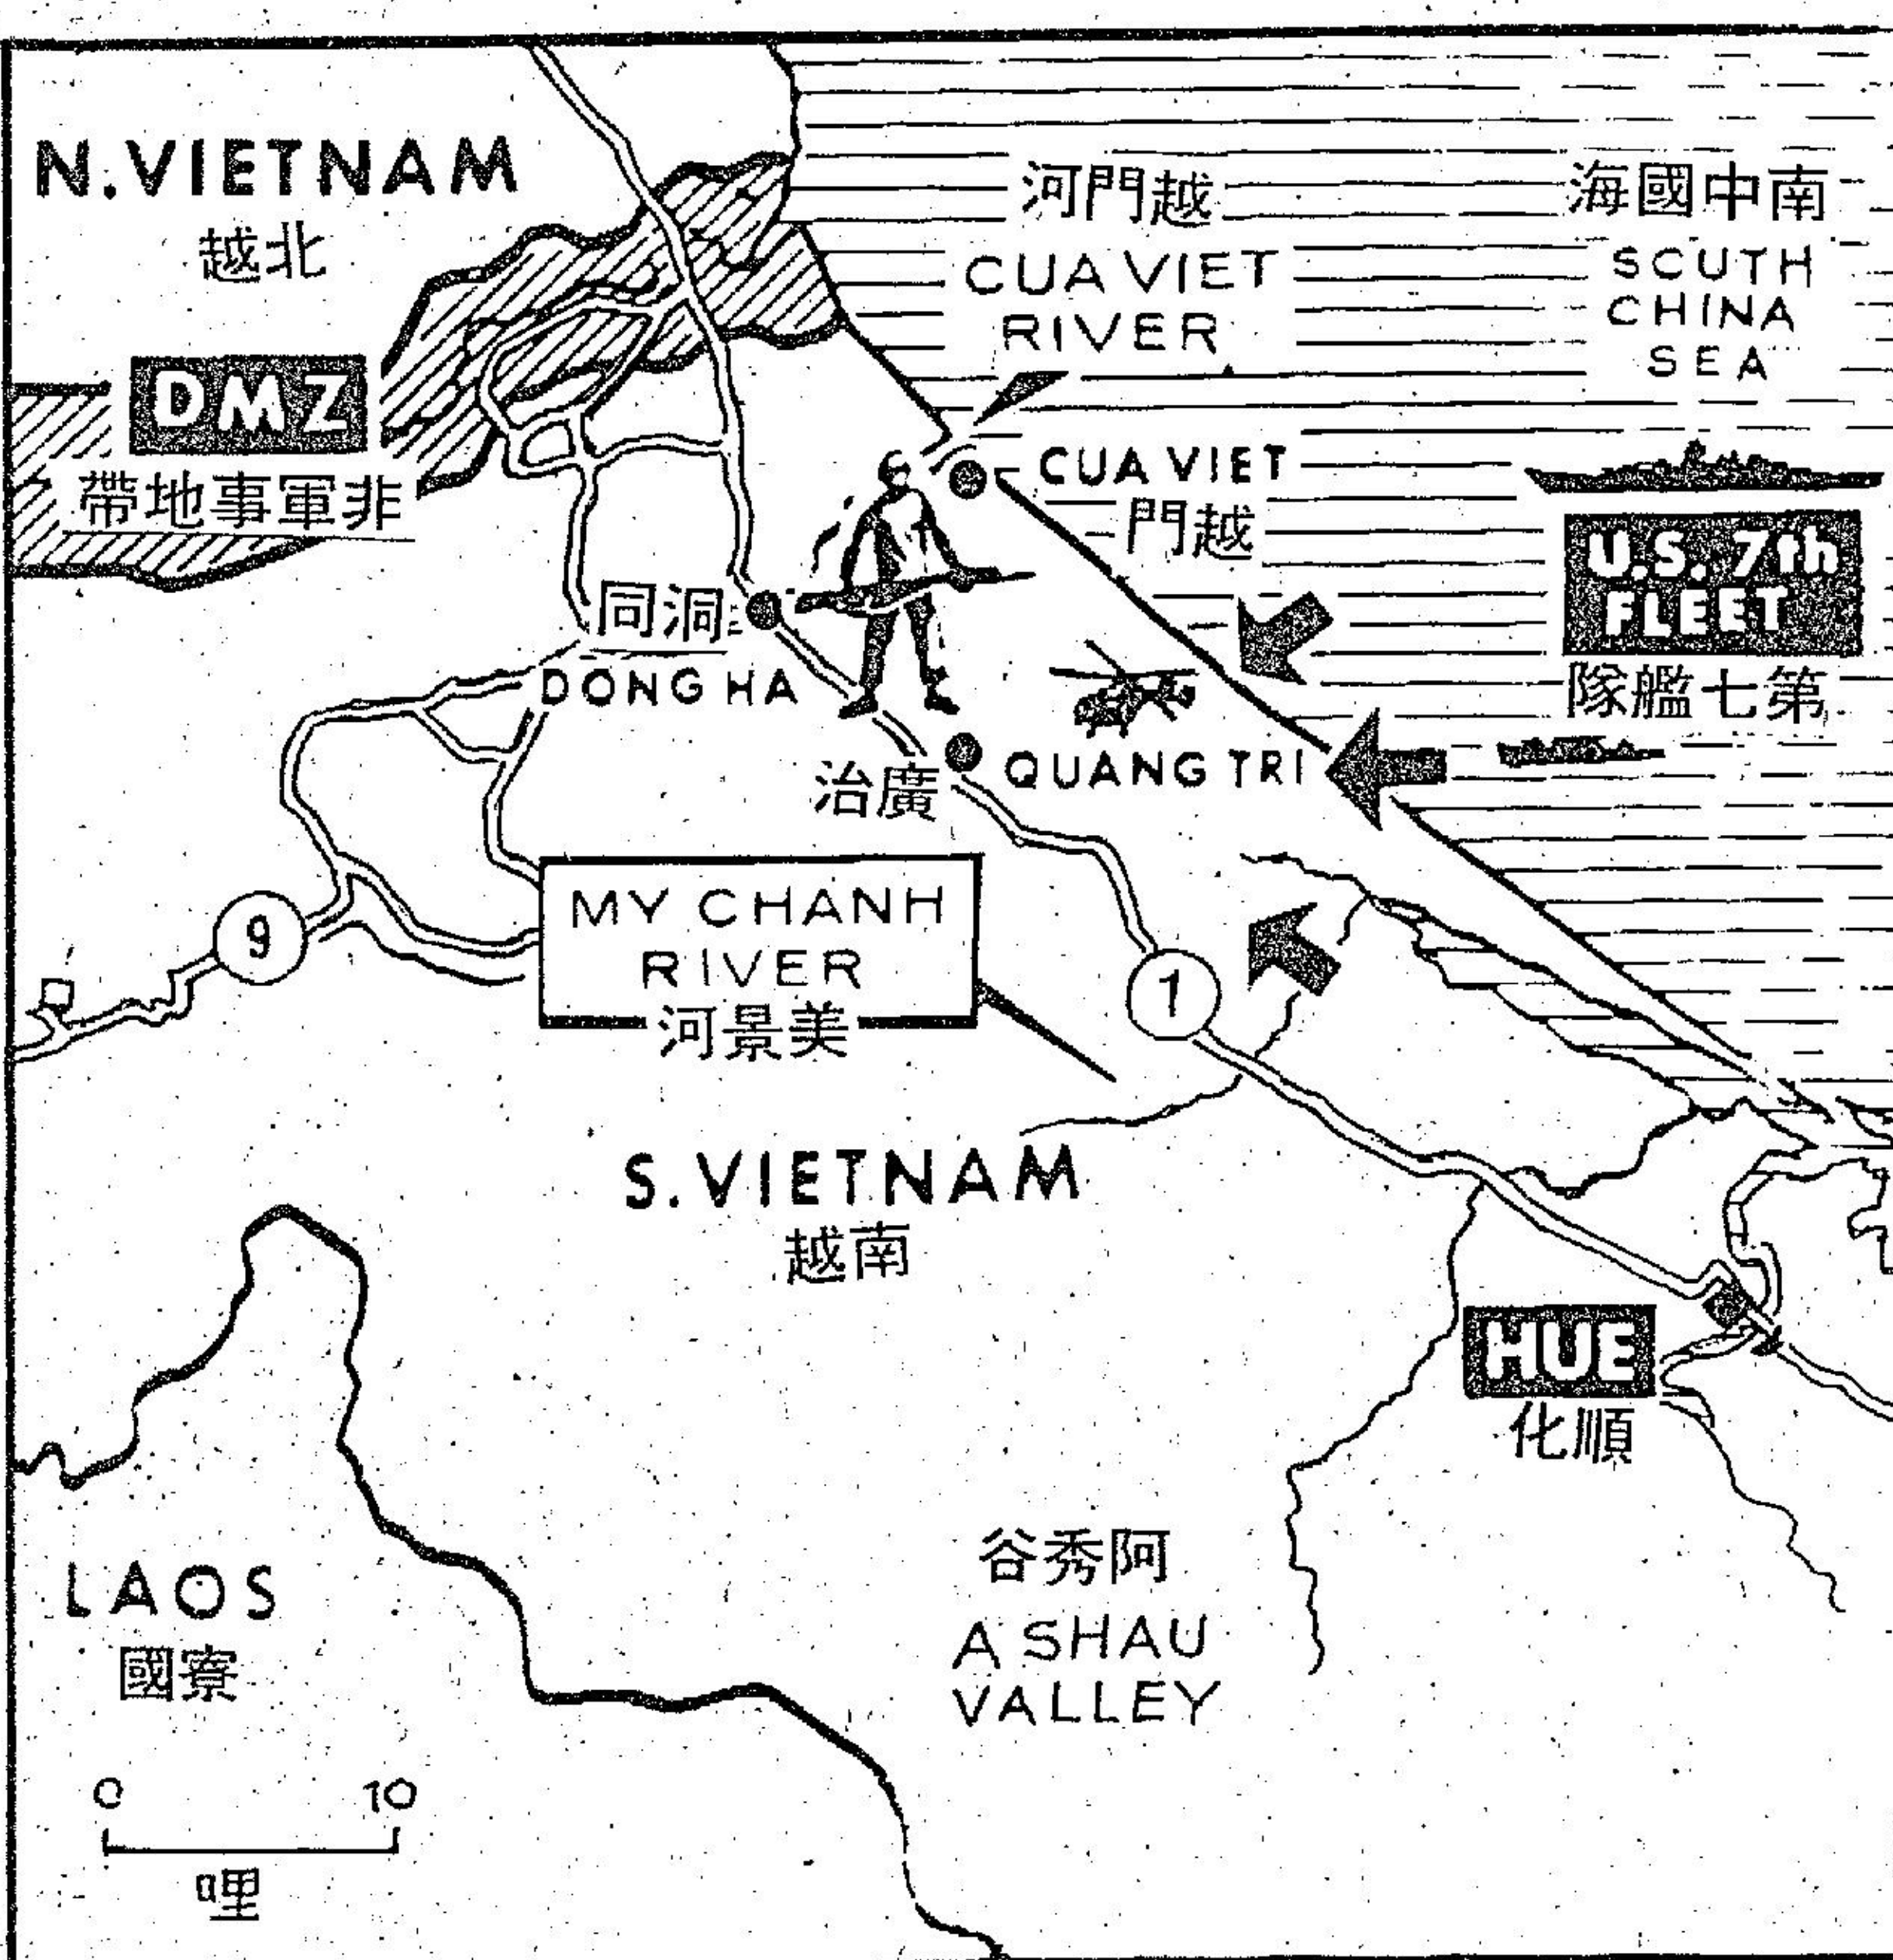 N. VIETNAM
北越
越門河
CUA VIET
RIVER
南中國海
SOUTH
CHINA
SEA
DMZ
非軍事地帶
CUA VIET
越門
U.S. 7th
FLEET
第七艦隊
洞同
DONG HA
QUANG TRI
廣治
MY CHANH
RIVER
美景河
9
1
S. VIETNAM
南越
HUE
順化
阿秀谷
A SHAU
VALLEY
LAOS
寮國
0 10
哩